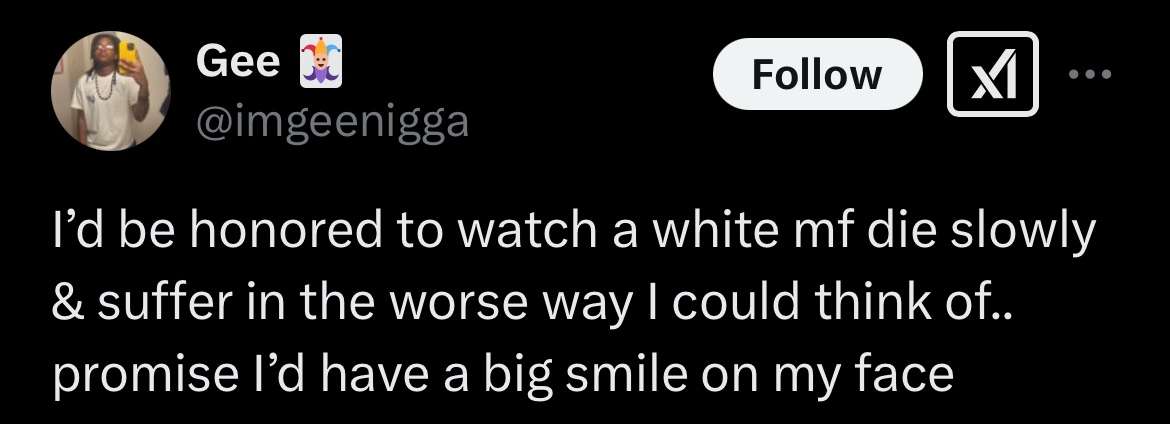 Gee 🃏
@imgeenigga
Follow
I’d be honored to watch a white mf die slowly
& suffer in the worse way I could think of..
promise I’d have a big smile on my face